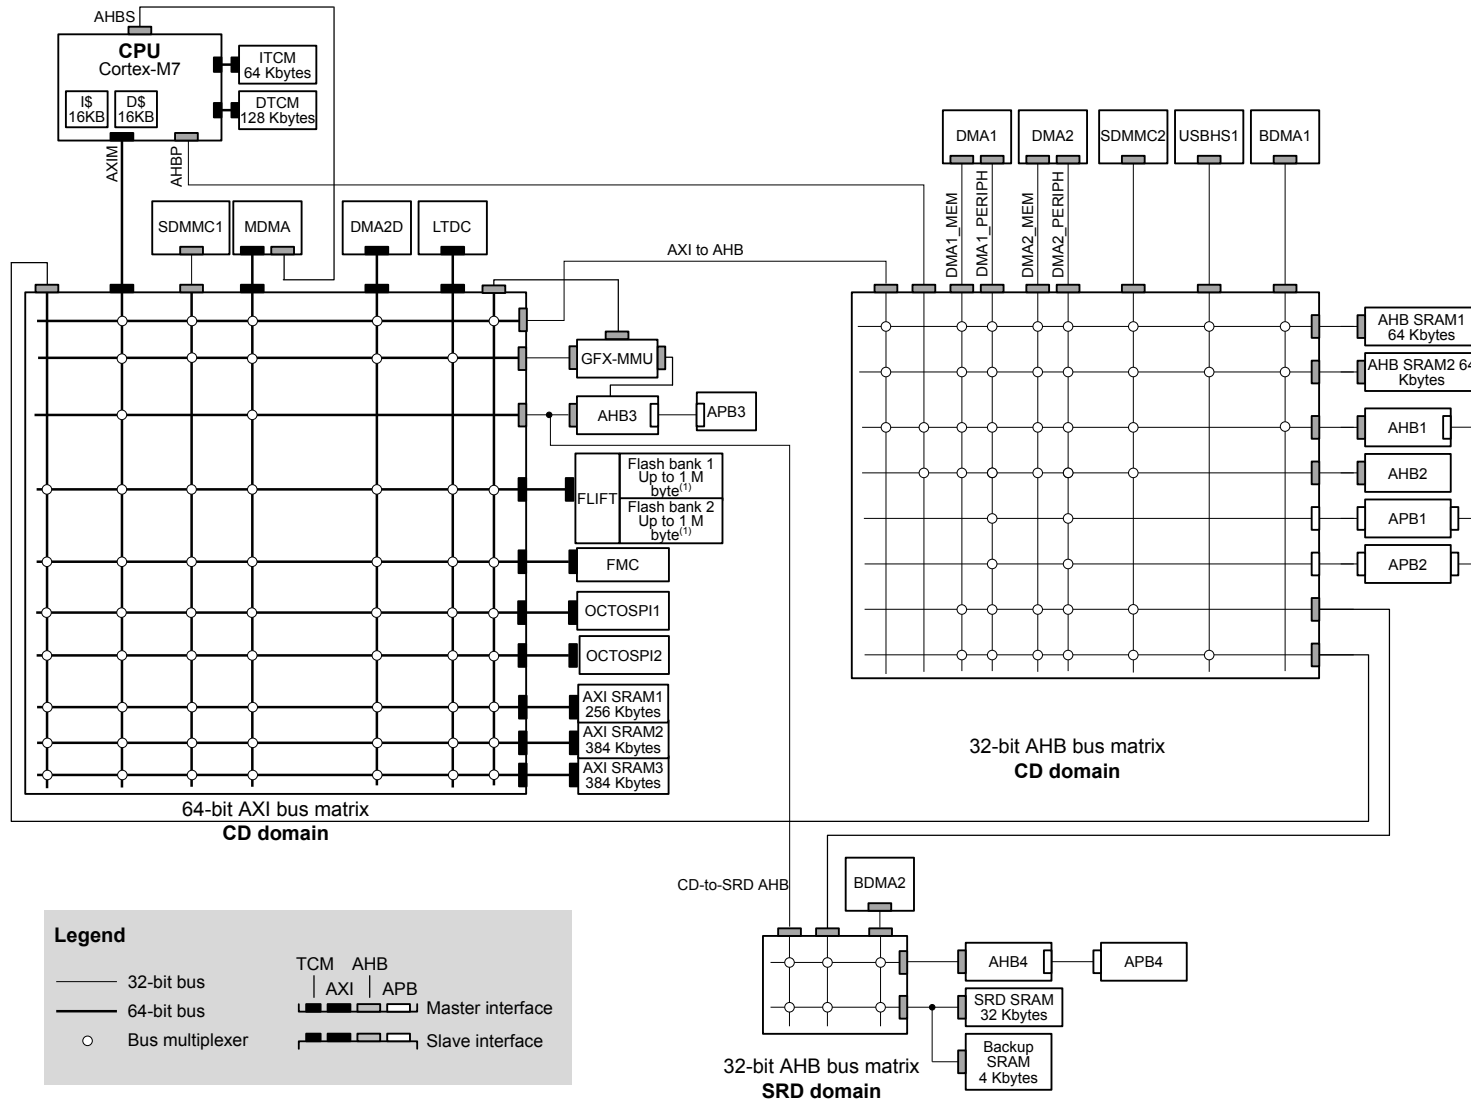 AHBS
CPU
Cortex-M7
I$
16KB
D$
16KB
ITCM
64 Kbytes
DTCM
128 Kbytes
AXIM
AHBP
SDMMC1
MDMA
DMA2D
LTDC
AXI to AHB
DMA1
DMA2
SDMMC2
USBHS1
BDMA1
DMA1_MEM
DMA1_PERIPH
DMA2_MEM
DMA2_PERIPH
GFX-MMU
AHB3
APB3
FLIFT
Flash bank 1
Up to 1 M
byte(1)
Flash bank 2
Up to 1 M
byte(1)
FMC
OCTOSPI1
OCTOSPI2
AXI SRAM1
256 Kbytes
AXI SRAM2
384 Kbytes
AXI SRAM3
384 Kbytes
64-bit AXI bus matrix
CD domain
AHB SRAM1
64 Kbytes
AHB SRAM2 64
Kbytes
AHB1
AHB2
APB1
APB2
32-bit AHB bus matrix
CD domain
CD-to-SRD AHB
BDMA2
AHB4
APB4
SRD SRAM
32 Kbytes
Backup
SRAM
4 Kbytes
32-bit AHB bus matrix
SRD domain
Legend
32-bit bus
64-bit bus
Bus multiplexer
TCM
AHB
AXI
APB
Master interface
Slave interface